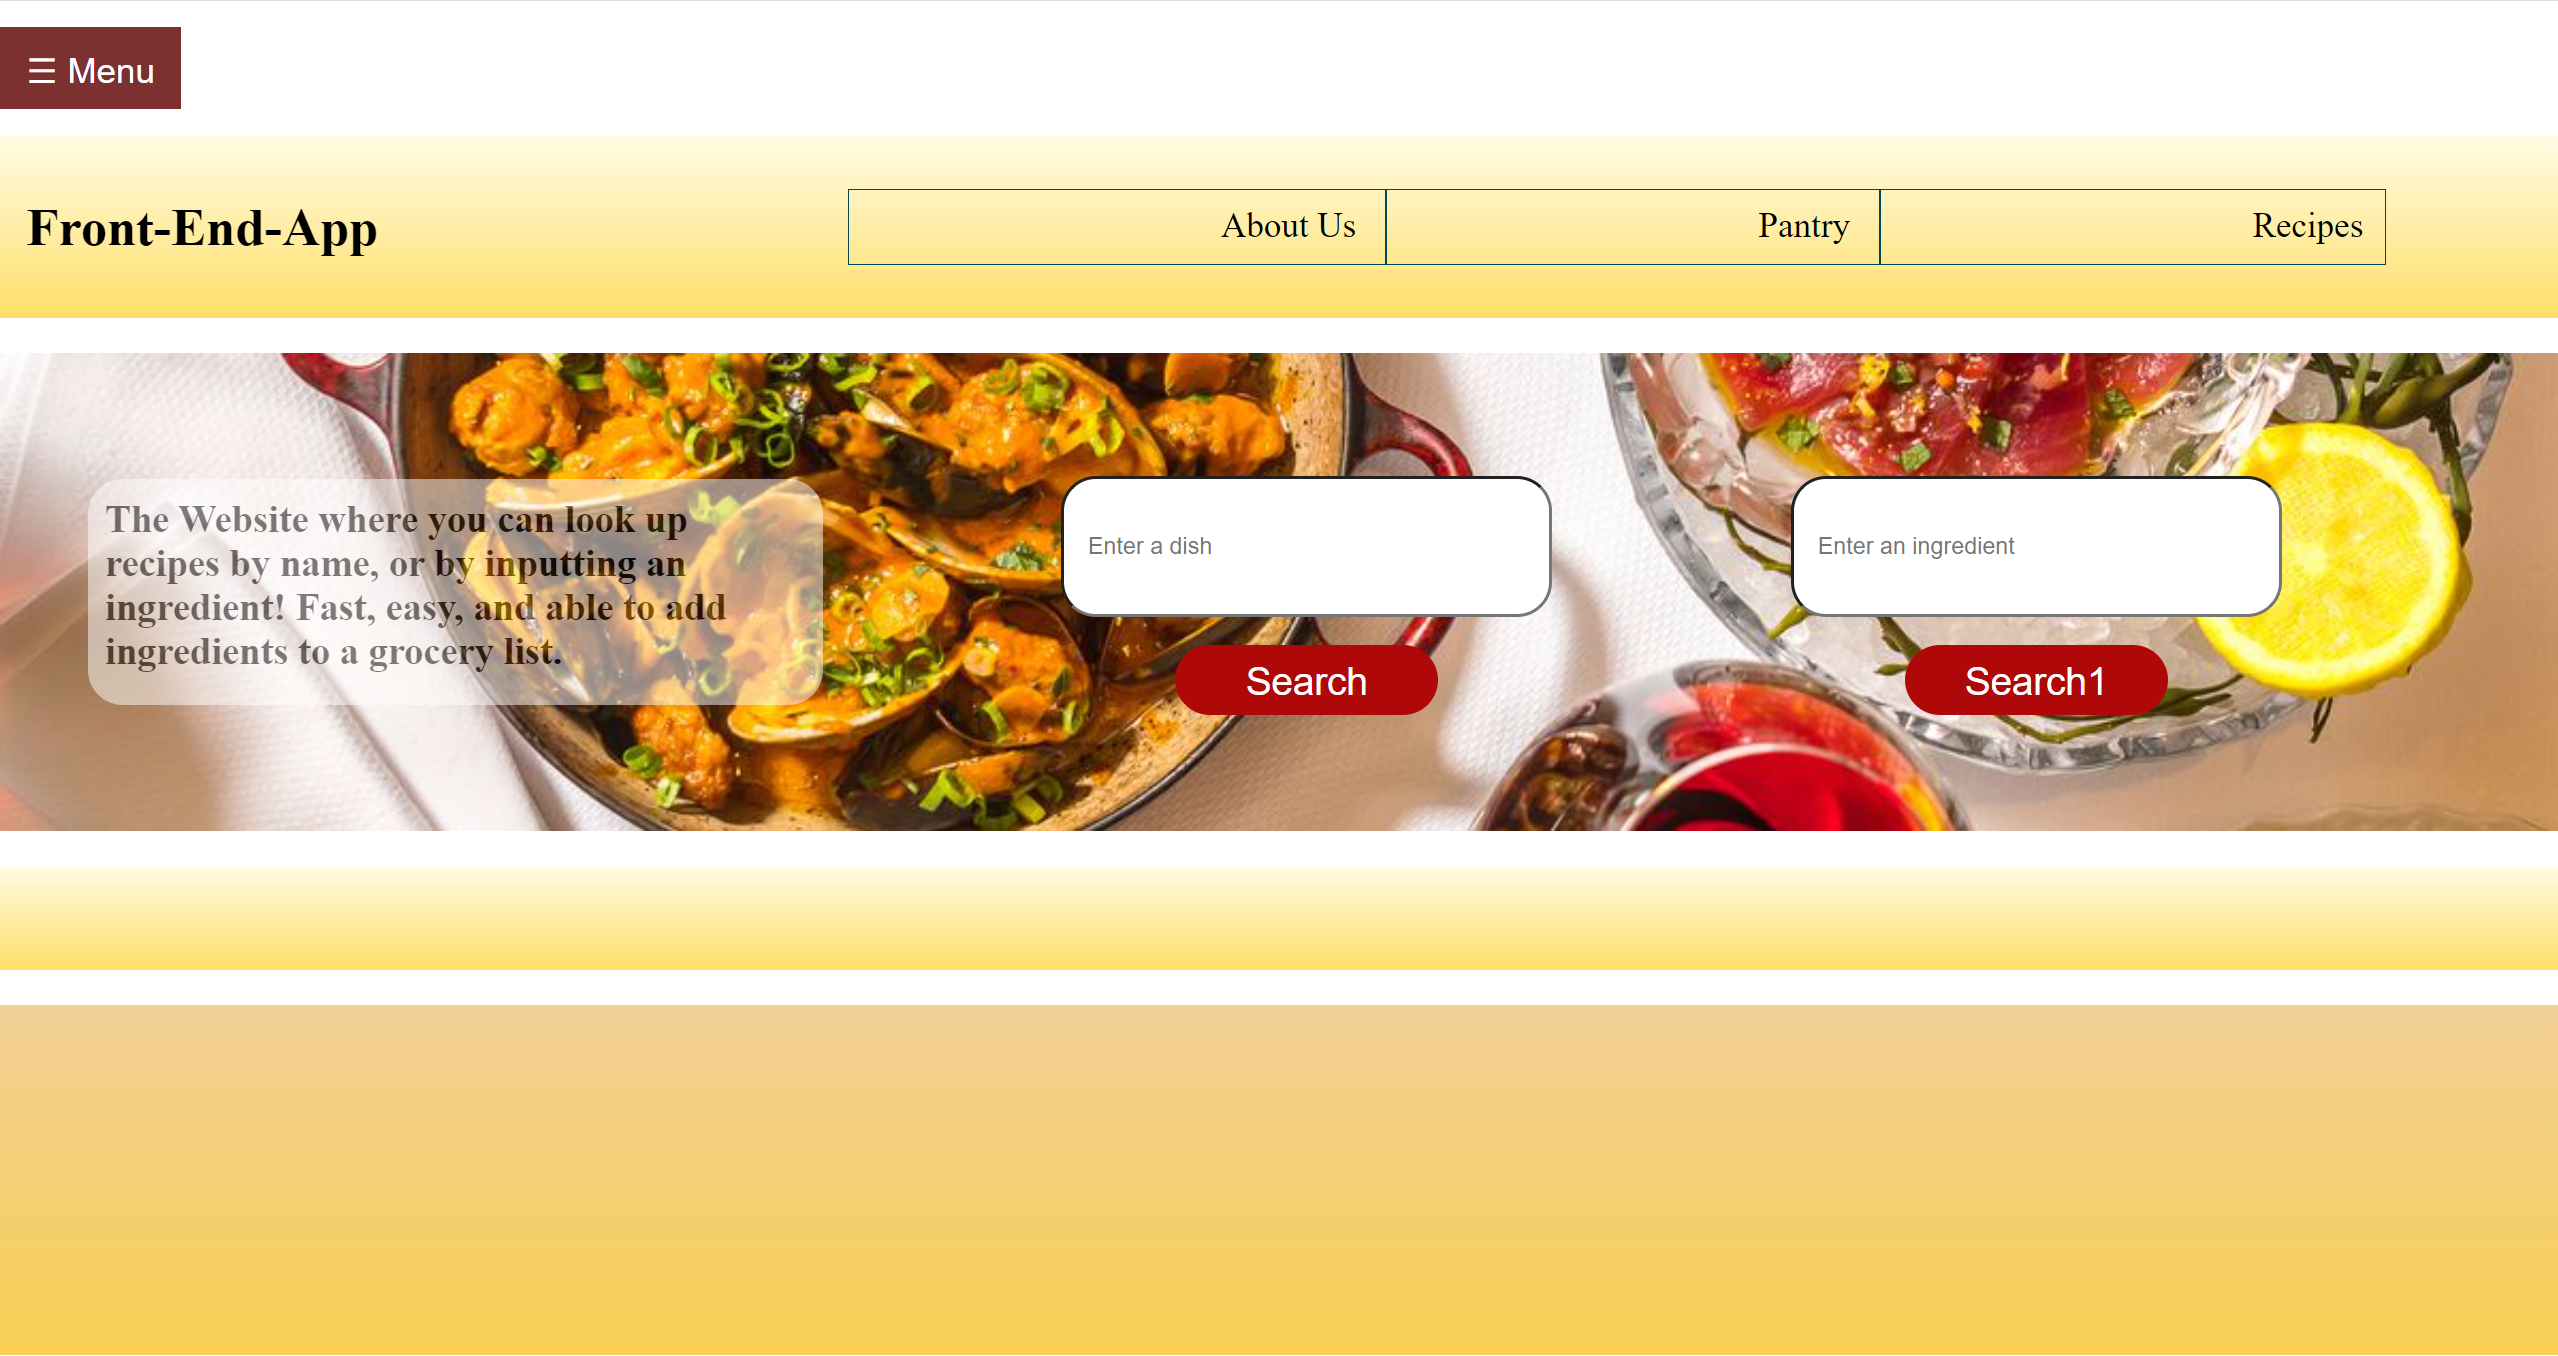 ☰ Menu
Front-End-App
About Us
Pantry
Recipes
The Website where you can look up
recipes by name, or by inputting an
ingredient! Fast, easy, and able to add
ingredients to a grocery list.
Enter a dish
Search
Enter an ingredient
Search1